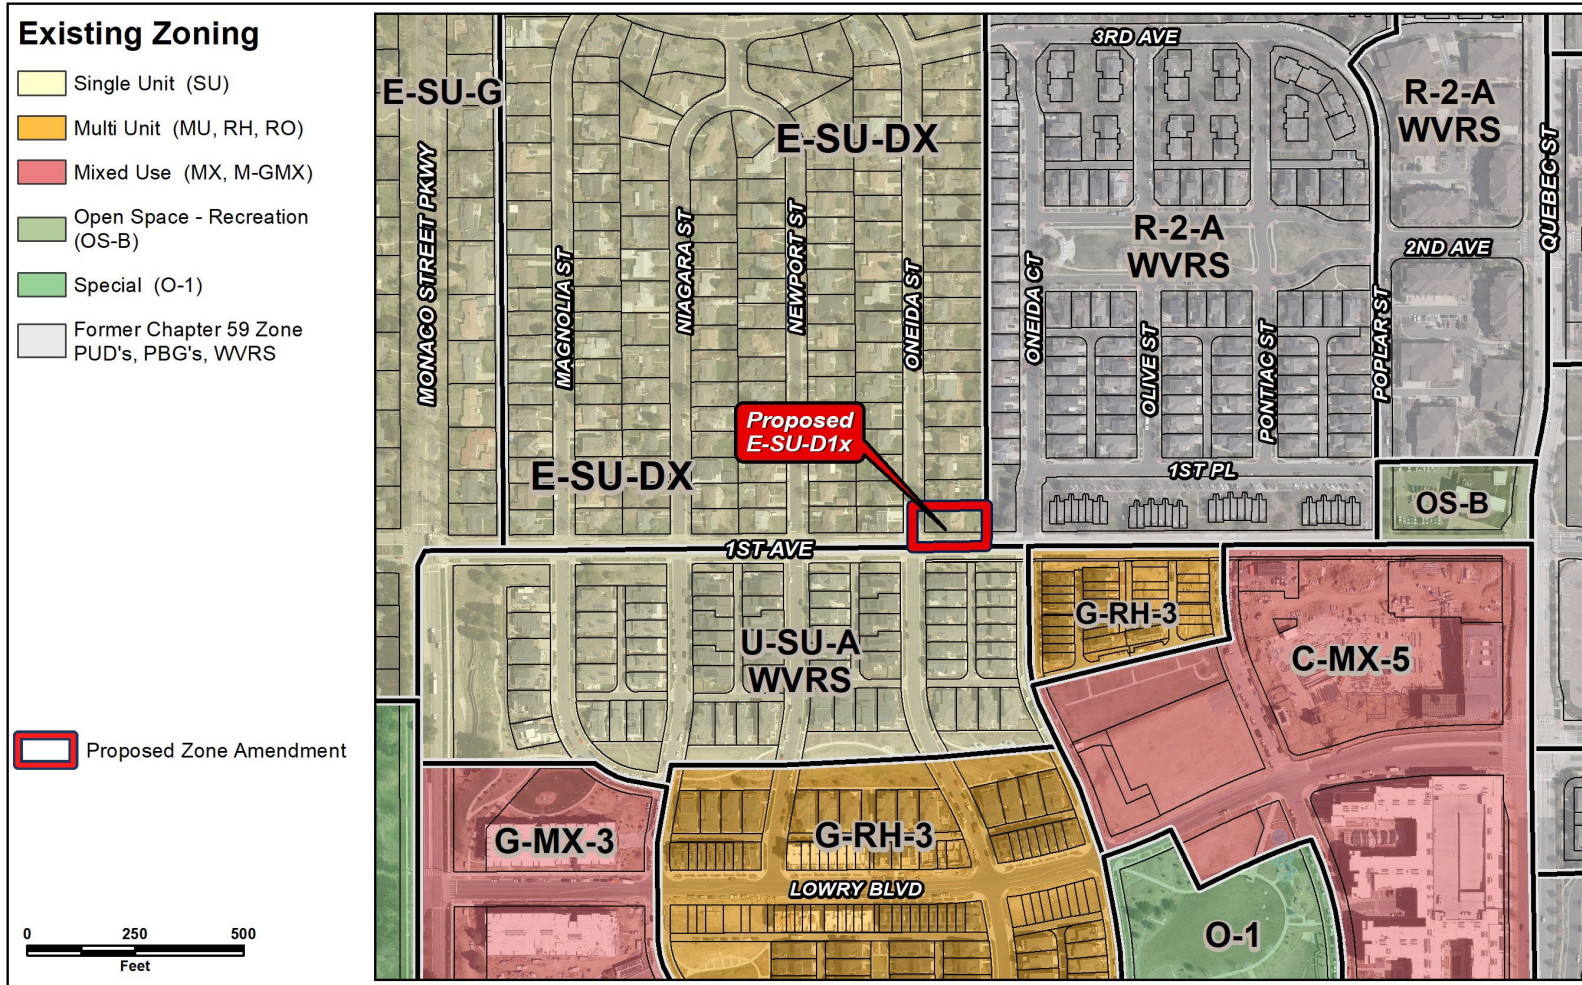 Existing Zoning
Single Unit (SU)
Multi Unit (MU, RH, RO)
Mixed Use (MX, M-GMX)
Open Space - Recreation
(OS-B)
Special (O-1)
Former Chapter 59 Zone
PUD's, PBG's, WVRS
Proposed Zone Amendment
0 250 500
Feet
3RD AVE
E-SU-G
R-2-A
WVRS
E-SU-DX
MONACO STREET PKWY
QUEBEC ST
R-2-A
WVRS
2ND AVE
MAGNOLIA ST
NIAGARA ST
NEWPORT ST
ONEIDA ST
ONEIDA CT
OLIVE ST
PONTIAC ST
POPLAR ST
Proposed
E-SU-D1x
E-SU-DX
1ST PL
OS-B
1ST AVE
G-RH-3
U-SU-A
WVRS
C-MX-5
G-MX-3
G-RH-3
LOWRY BLVD
O-1